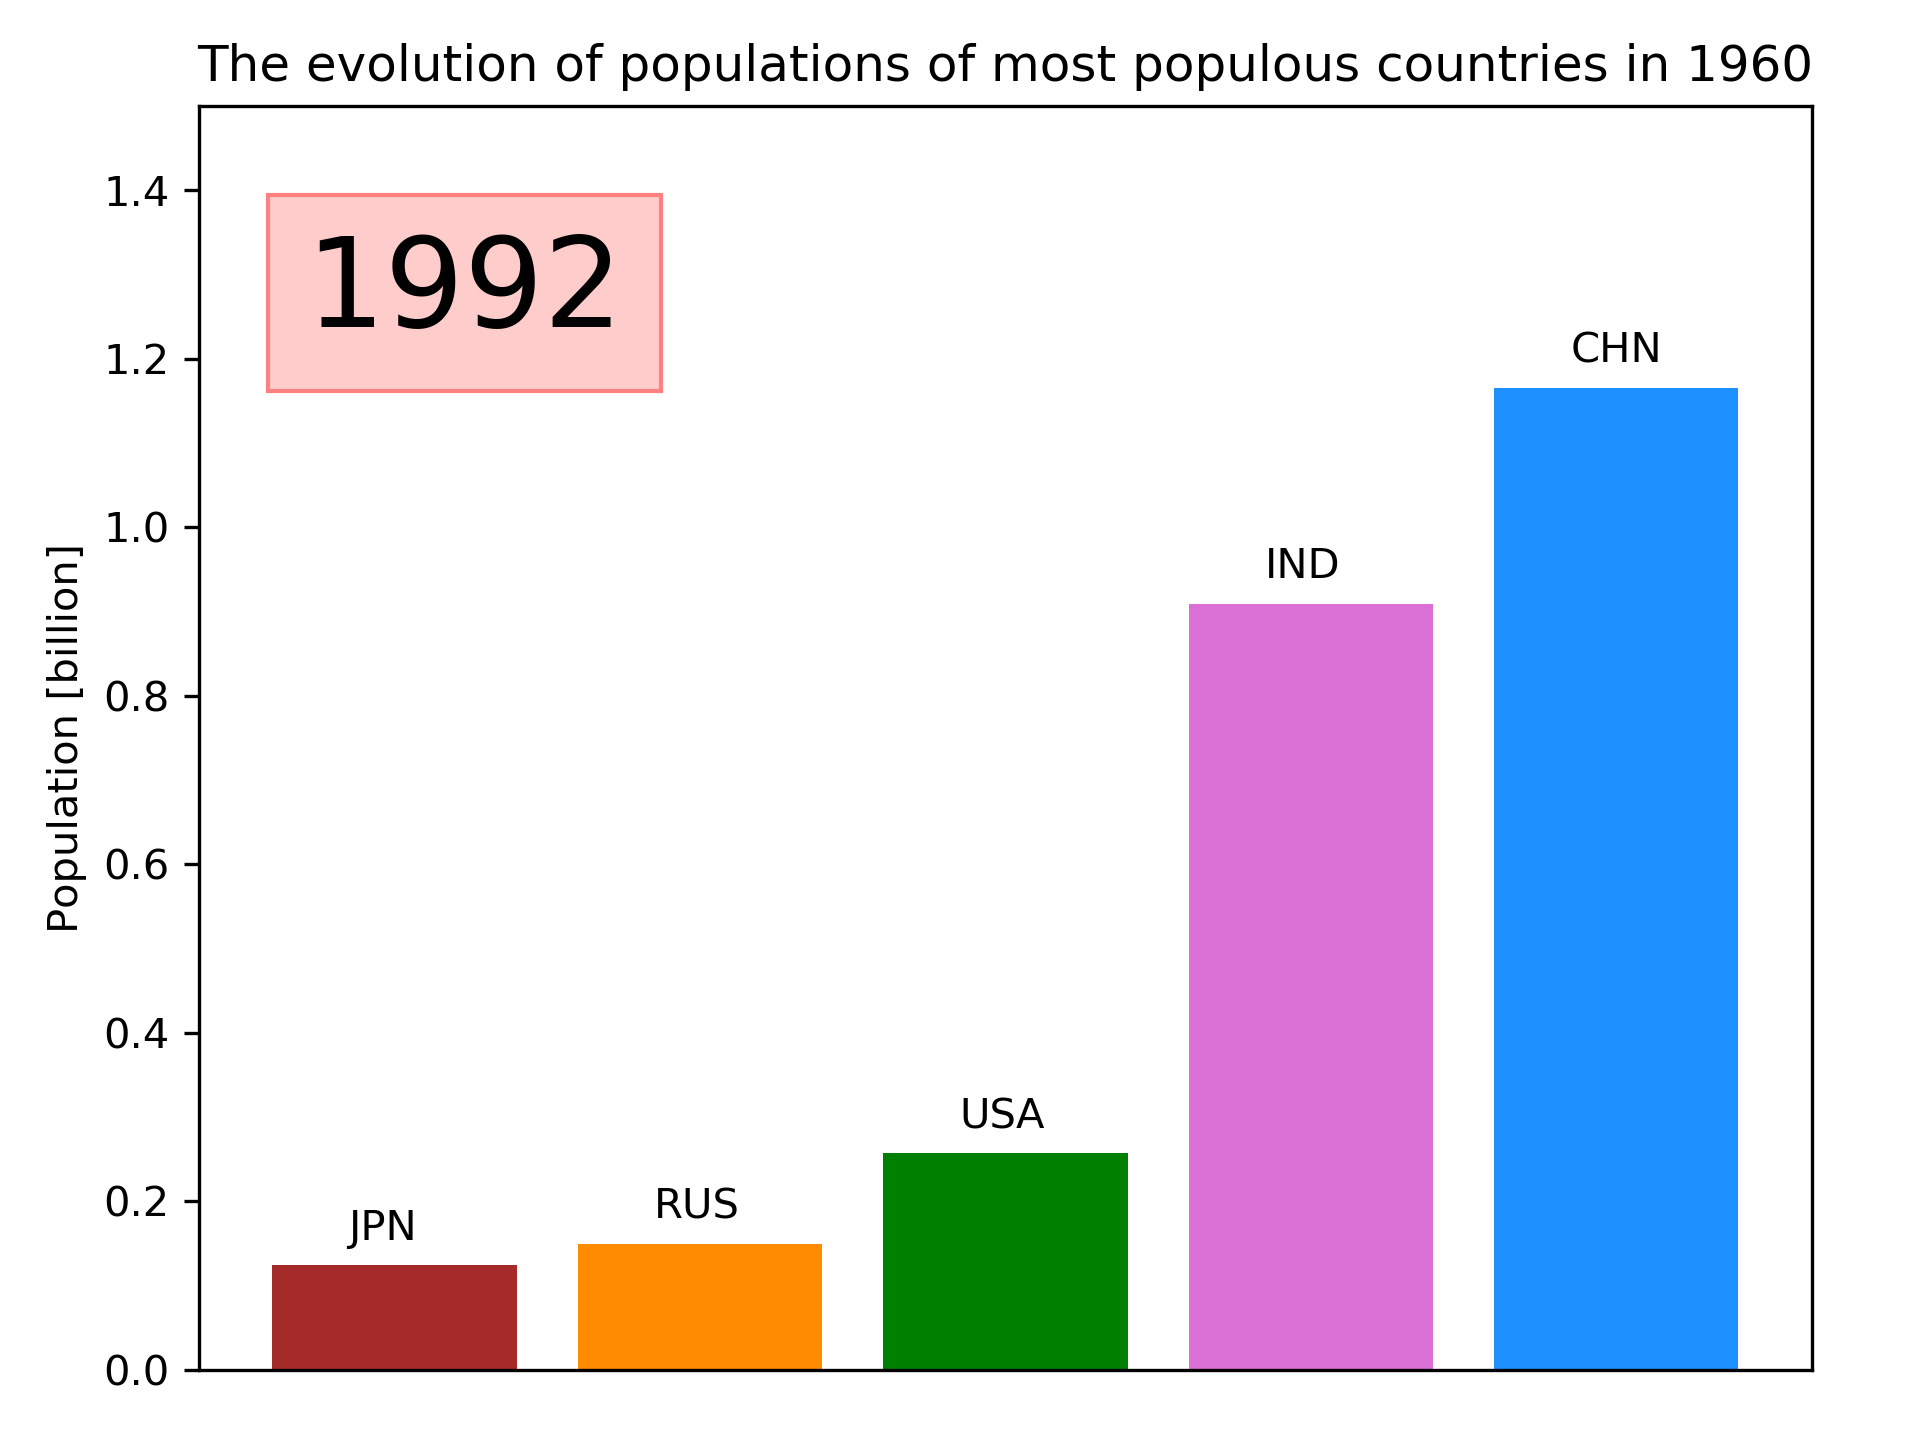 The evolution of populations of most populous countries in 1960
1992
Population [billion]
1.4
1.2
1.0
0.8
0.6
0.4
0.2
0.0
JPN
RUS
USA
IND
CHN